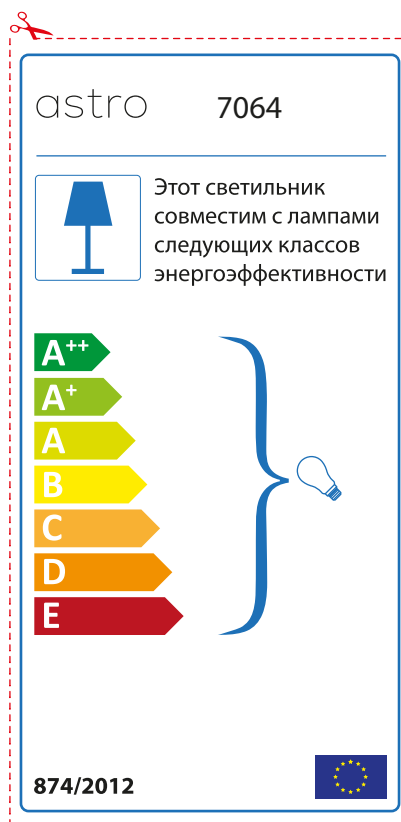 astro 7064
Этот светильник
совместим с лампами
следующих классов
энергоэффективности
A++
A+
A
B
C
D
E
874/2012